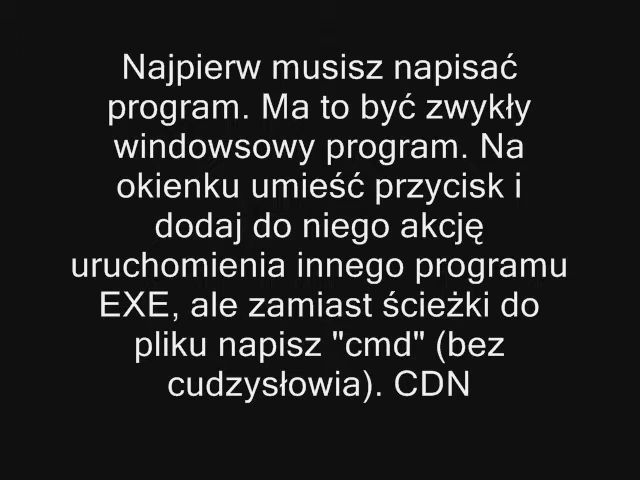 Najpierw musisz napisać
program. Ma to być zwykły
windowsowy program. Na
okienku umieść przycisk i
dodaj do niego akcję
uruchomienia innego programu
EXE, ale zamiast ścieżki do
pliku napisz "cmd" (bez
cudzysłowia). CDN